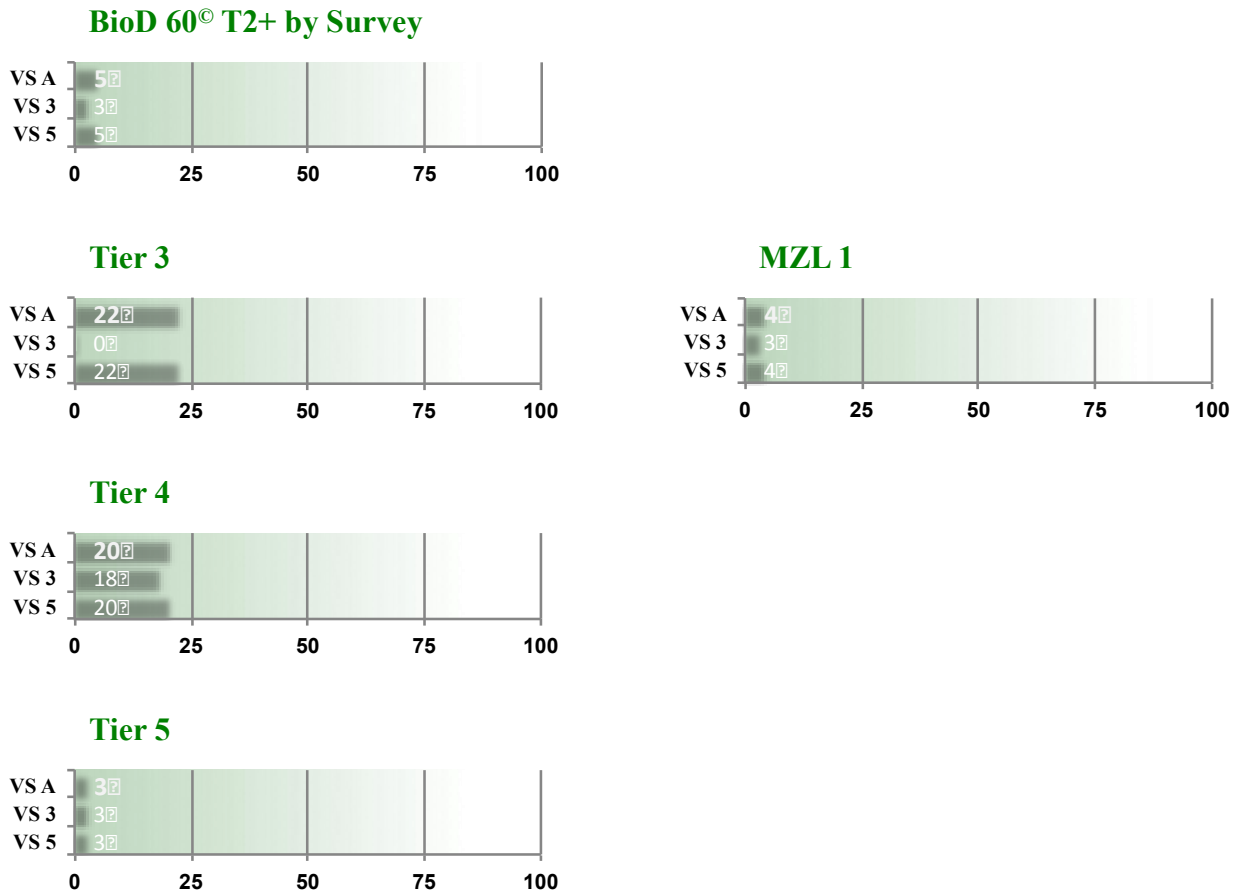 BioD 60© T2+ by Survey
VS A 5
VS 3 3
VS 5 5
0 25 50 75 100
Tier 3
VS A 22
VS 3 0
VS 5 22
0 25 50 75 100
MZL 1
VS A 4
VS 3 3
VS 5 4
0 25 50 75 100
Tier 4
VS A 20
VS 3 18
VS 5 20
0 25 50 75 100
Tier 5
VS A 3
VS 3 3
VS 5 3
0 25 50 75 100